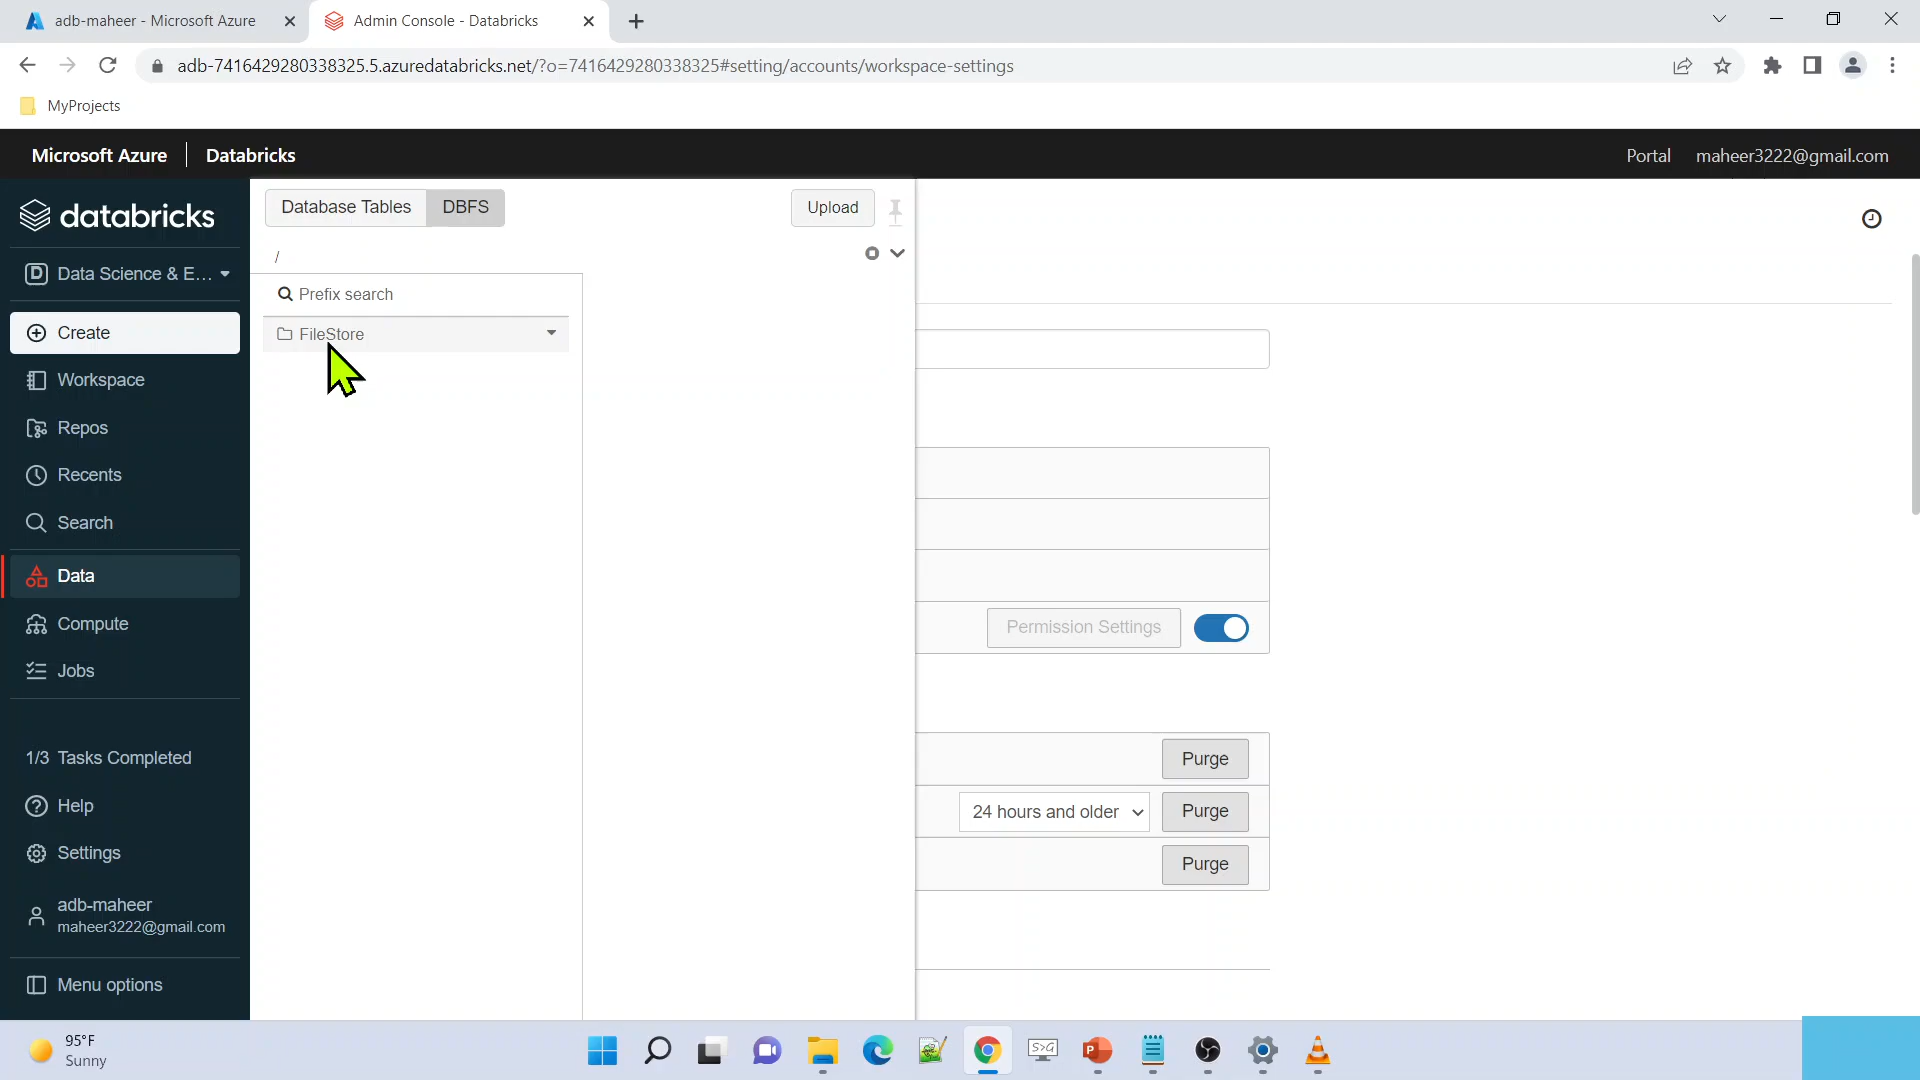 adb-maheer - Microsoft Azure
Admin Console - Databricks
adb-7416429280338325.5.azuredatabricks.net/?o=7416429280338325#setting/accounts/workspace-settings
MyProjects
Microsoft Azure
Databricks
Portal
maheer3222@gmail.com
databricks
Data Science & E...
Create
Workspace
Repos
Recents
Search
Data
Compute
Jobs
1/3 Tasks Completed
Help
Settings
adb-maheer
maheer3222@gmail.com
Menu options
Database Tables
DBFS
Upload
/
Prefix search
FileStore
Permission Settings
Purge
24 hours and older
Purge
Purge
95°F
Sunny